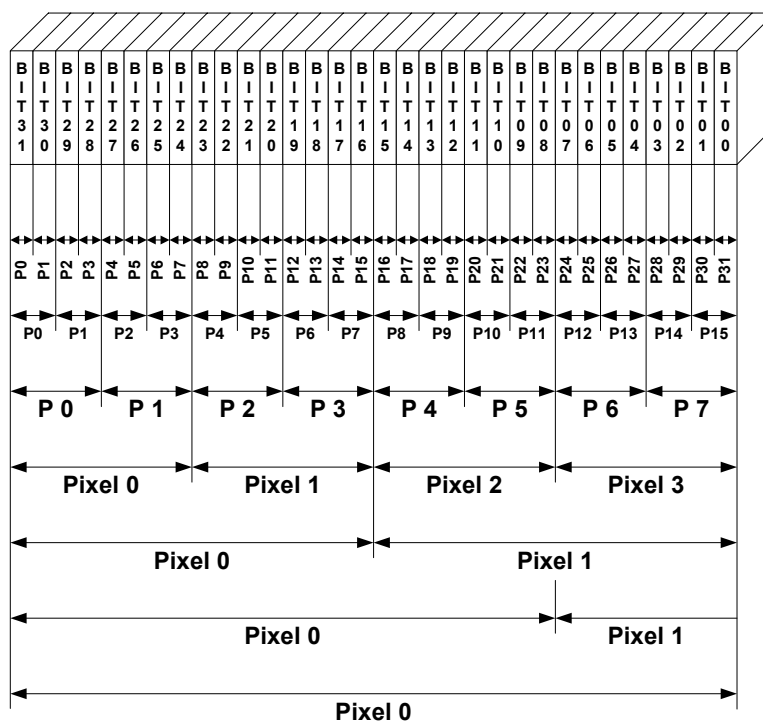 BIT31 BIT30 BIT29 BIT28 BIT27 BIT26 BIT25 BIT24 BIT23 BIT22 BIT21 BIT20 BIT19 BIT18 BIT17 BIT16 BIT15 BIT14 BIT13 BIT12 BIT11 BIT10 BIT09 BIT08 BIT07 BIT06 BIT05 BIT04 BIT03 BIT02 BIT01 BIT00
P0 P1 P2 P3 P4 P5 P6 P7 P8 P9 P10 P11 P12 P13 P14 P15 P16 P17 P18 P19 P20 P21 P22 P23 P24 P25 P26 P27 P28 P29 P30 P31
P0 P1 P2 P3 P4 P5 P6 P7 P8 P9 P10 P11 P12 P13 P14 P15
P 0 P 1 P 2 P 3 P 4 P 5 P 6 P 7
Pixel 0 Pixel 1 Pixel 2 Pixel 3
Pixel 0 Pixel 1
Pixel 0 Pixel 1
Pixel 0